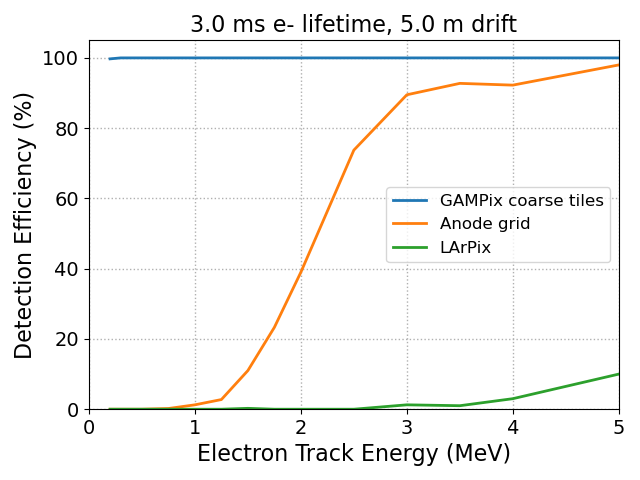 3.0 ms e- lifetime, 5.0 m drift
Detection Efficiency (%)
100
80
60
40
20
0
GAMPix coarse tiles
Anode grid
LArPix
0 1 2 3 4 5
Electron Track Energy (MeV)